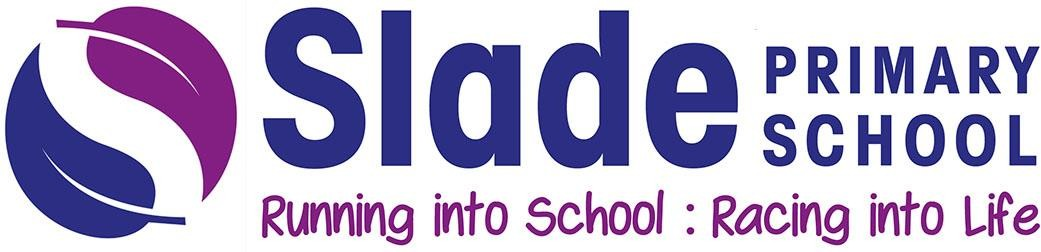 Slade PRIMARY
SCHOOL
Running into School : Racing into Life